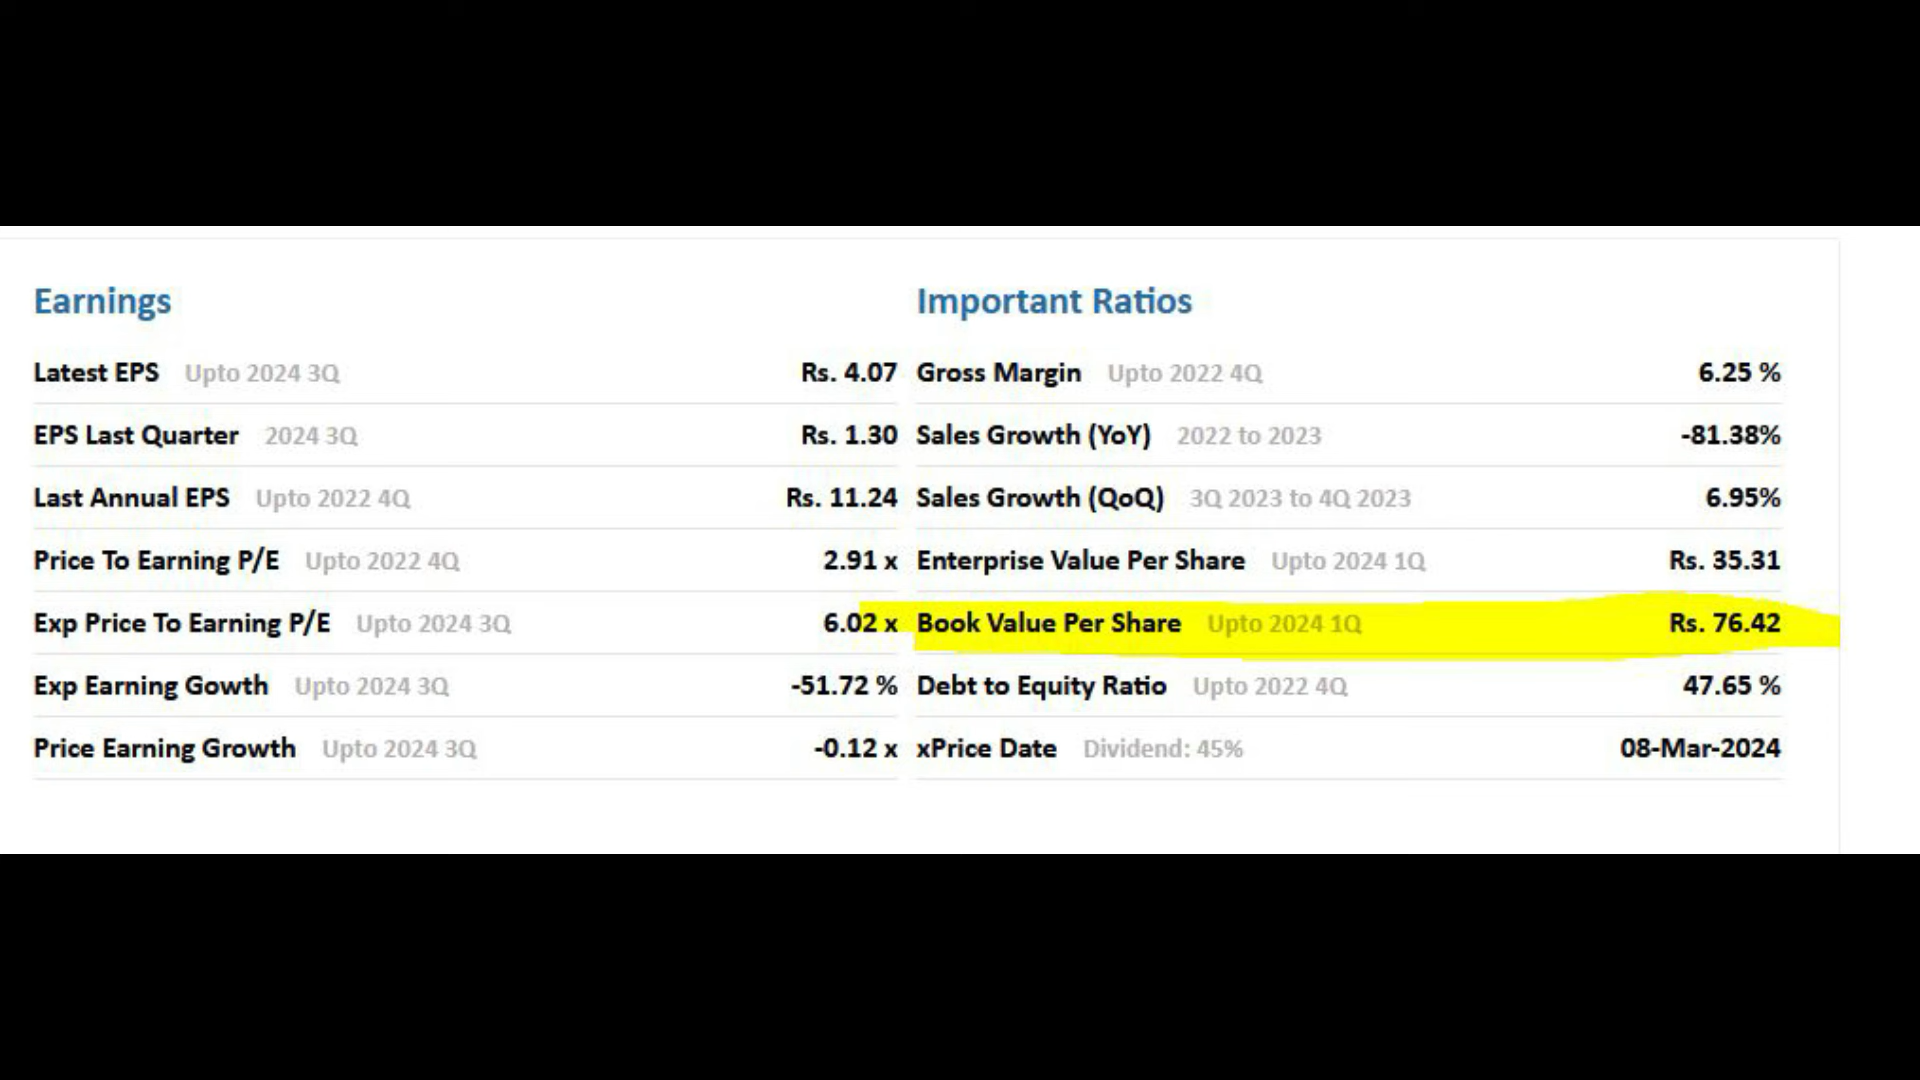 Earnings
Latest EPS Upto 2024 3Q Rs. 4.07
EPS Last Quarter 2024 3Q Rs. 1.30
Last Annual EPS Upto 2022 4Q Rs. 11.24
Price To Earning P/E Upto 2022 4Q 2.91 x
Exp Price To Earning P/E Upto 2024 3Q 6.02 x
Exp Earning Gowth Upto 2024 3Q -51.72 %
Price Earning Growth Upto 2024 3Q -0.12 x
Important Ratios
Gross Margin Upto 2022 4Q 6.25 %
Sales Growth (YoY) 2022 to 2023 -81.38%
Sales Growth (QoQ) 3Q 2023 to 4Q 2023 6.95%
Enterprise Value Per Share Upto 2024 1Q Rs. 35.31
Book Value Per Share Upto 2024 1Q Rs. 76.42
Debt to Equity Ratio Upto 2022 4Q 47.65 %
xPrice Date Dividend: 45% 08-Mar-2024